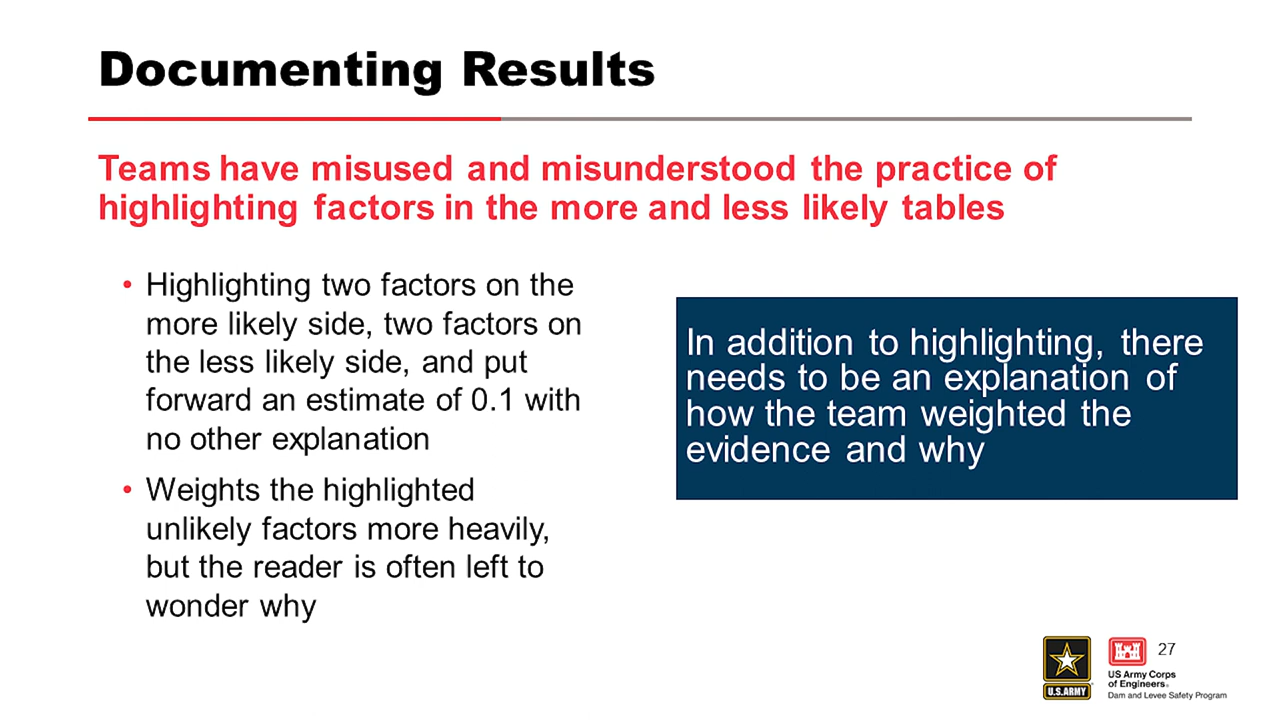 Documenting Results
Teams have misused and misunderstood the practice of
highlighting factors in the more and less likely tables
• Highlighting two factors on the
more likely side, two factors on
the less likely side, and put
forward an estimate of 0.1 with
no other explanation
• Weights the highlighted
unlikely factors more heavily,
but the reader is often left to
wonder why
In addition to highlighting, there
needs to be an explanation of
how the team weighted the
evidence and why
27
U.S.ARMY
US Army Corps
of Engineers®
Dam and Levee Safety Program